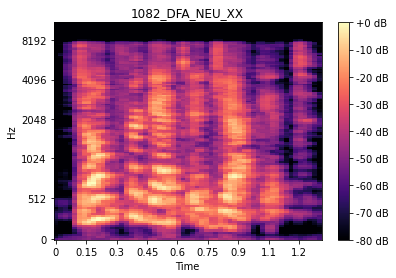 1082_DFA_NEU_XX
+0 dB
8192
-10 dB
4096
-20 dB
-30 dB
2048
Hz
-40 dB
1024
-50 dB
512
-60 dB
-70 dB
0
-80 dB
0 0.15 0.3 0.45 0.6 0.75 0.9 1.1 1.2
Time